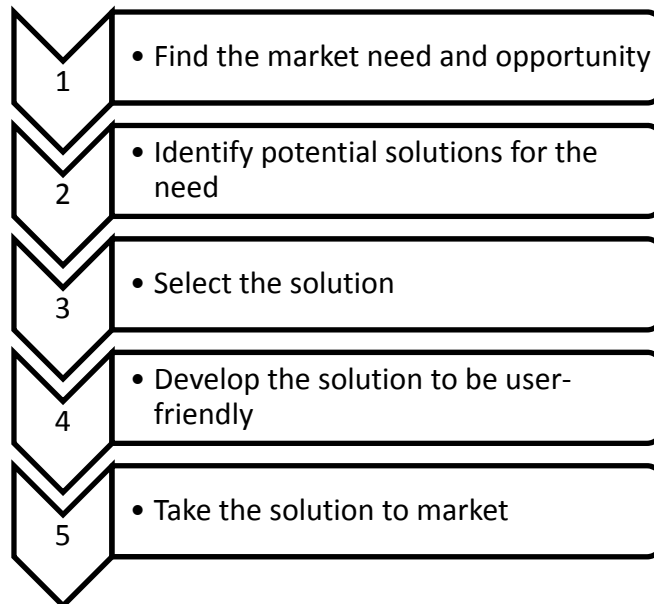 1
• Find the market need and opportunity
2
• Identify potential solutions for the
need
3
• Select the solution
4
• Develop the solution to be user-
friendly
5
• Take the solution to market